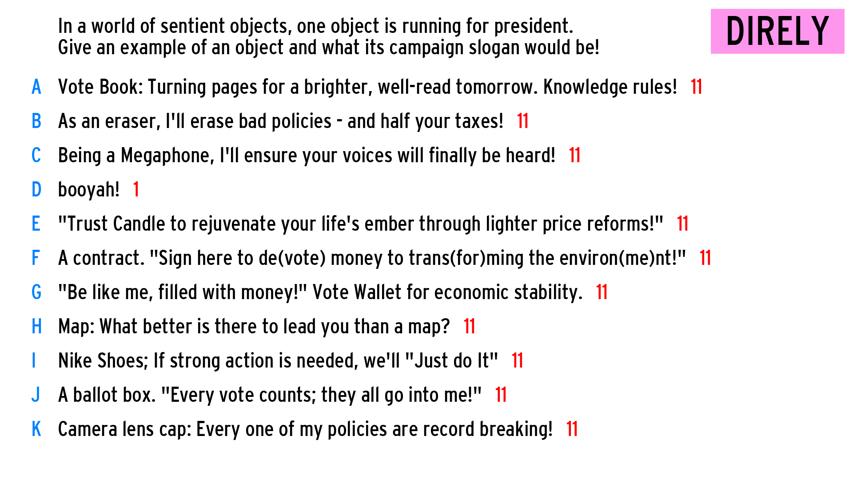 In a world of sentient objects, one object is running for president.
Give an example of an object and what its campaign slogan would be!
DIRELY
A Vote Book: Turning pages for a brighter, well-read tomorrow. Knowledge rules! 11
B As an eraser, I'll erase bad policies - and half your taxes! 11
C Being a Megaphone, I'll ensure your voices will finally be heard! 11
D booyah! 1
E "Trust Candle to rejuvenate your life's ember through lighter price reforms!" 11
F A contract. "Sign here to de(vote) money to trans(for)ming the environ(me)nt!" 11
G "Be like me, filled with money!" Vote Wallet for economic stability. 11
H Map: What better is there to lead you than a map? 11
I Nike Shoes; If strong action is needed, we'll "Just do It" 11
J A ballot box. "Every vote counts; they all go into me!" 11
K Camera lens cap: Every one of my policies are record breaking! 11